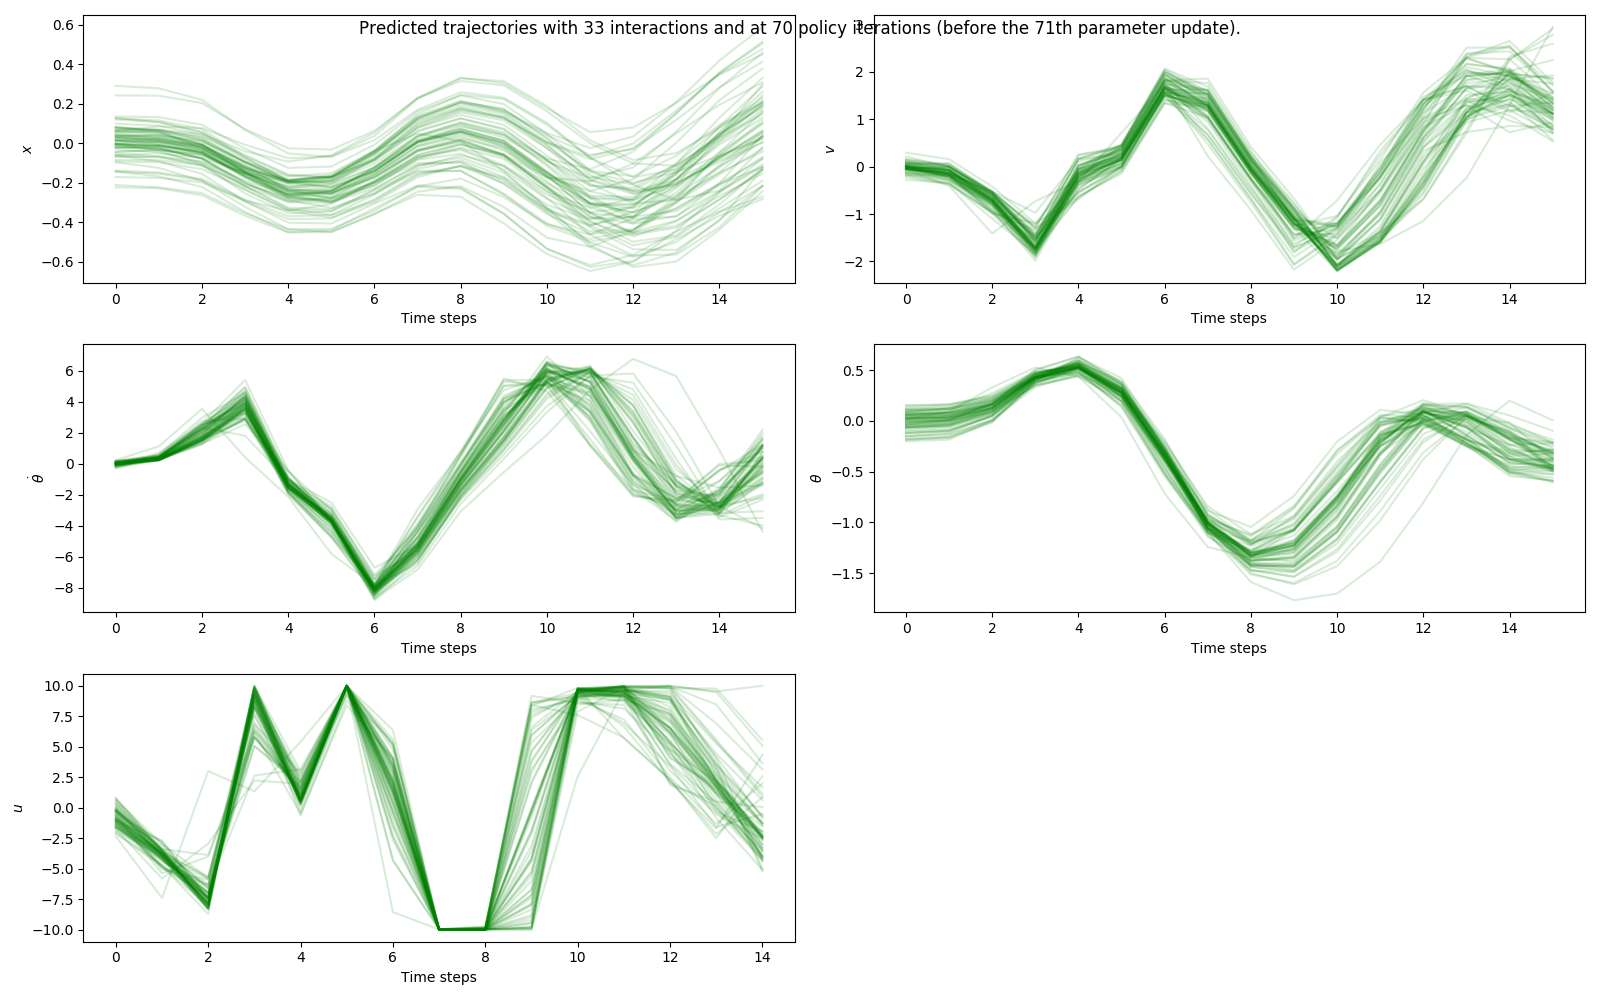 Predicted trajectories with 33 interactions and at 70 policy iterations (before the 71th parameter update).
0.6
0.4
0.2
0.0
−0.2
−0.4
−0.6
x
0 2 4 6 8 10 12 14
Time steps
3
2
1
0
−1
−2
v
0 2 4 6 8 10 12 14
Time steps
6
4
2
0
−2
−4
−6
−8
θ̇
0 2 4 6 8 10 12 14
Time steps
0.5
0.0
−0.5
−1.0
−1.5
θ
0 2 4 6 8 10 12 14
Time steps
10.0
7.5
5.0
2.5
0.0
−2.5
−5.0
−7.5
−10.0
u
0 2 4 6 8 10 12 14
Time steps